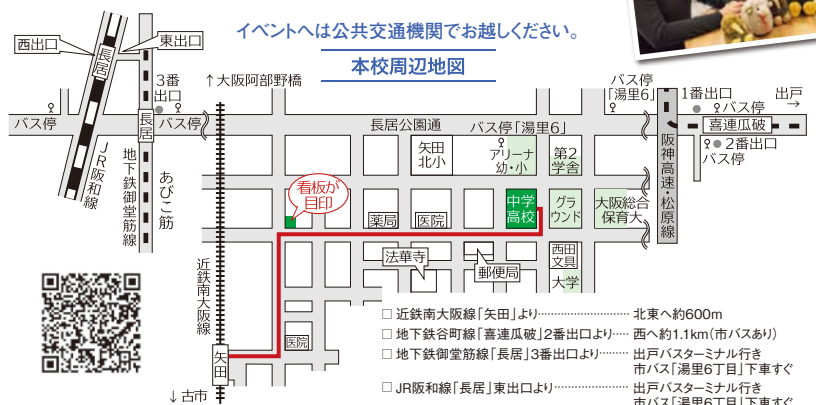 イベントへは公共交通機関でお越しください。
本校周辺地図
西出口
東出口
長居
3番
出口
↑大阪阿部野橋
バス停
「湯里6」
1番出口
出戸
→
バス停
バス停
長居
バス停
長居公園通
バス停「湯里6」
喜連瓜破
2番出口
バス停
JR阪和線
地下鉄御堂筋線
あびこ筋
矢田
北小
アリーナ
幼・小
第2
学舎
阪神高速・松原線
看板が
目印
薬局
医院
中学
高校
グラ
ウンド
大阪総合
保育大
近鉄南大阪線
法華寺
郵便局
西田
文具
大学
医院
矢田
↓古市
□ 近鉄南大阪線「矢田」より…………………… 北東へ約600m
□ 地下鉄谷町線「喜連瓜破」2番出口より…… 西へ約1.1km(市バスあり)
□ 地下鉄御堂筋線「長居」3番出口より……… 出戸バスターミナル行き
市バス「湯里6丁目」下車すぐ
□ JR阪和線「長居」東出口より………………… 出戸バスターミナル行き
市バス「湯里6丁目」下車すぐ